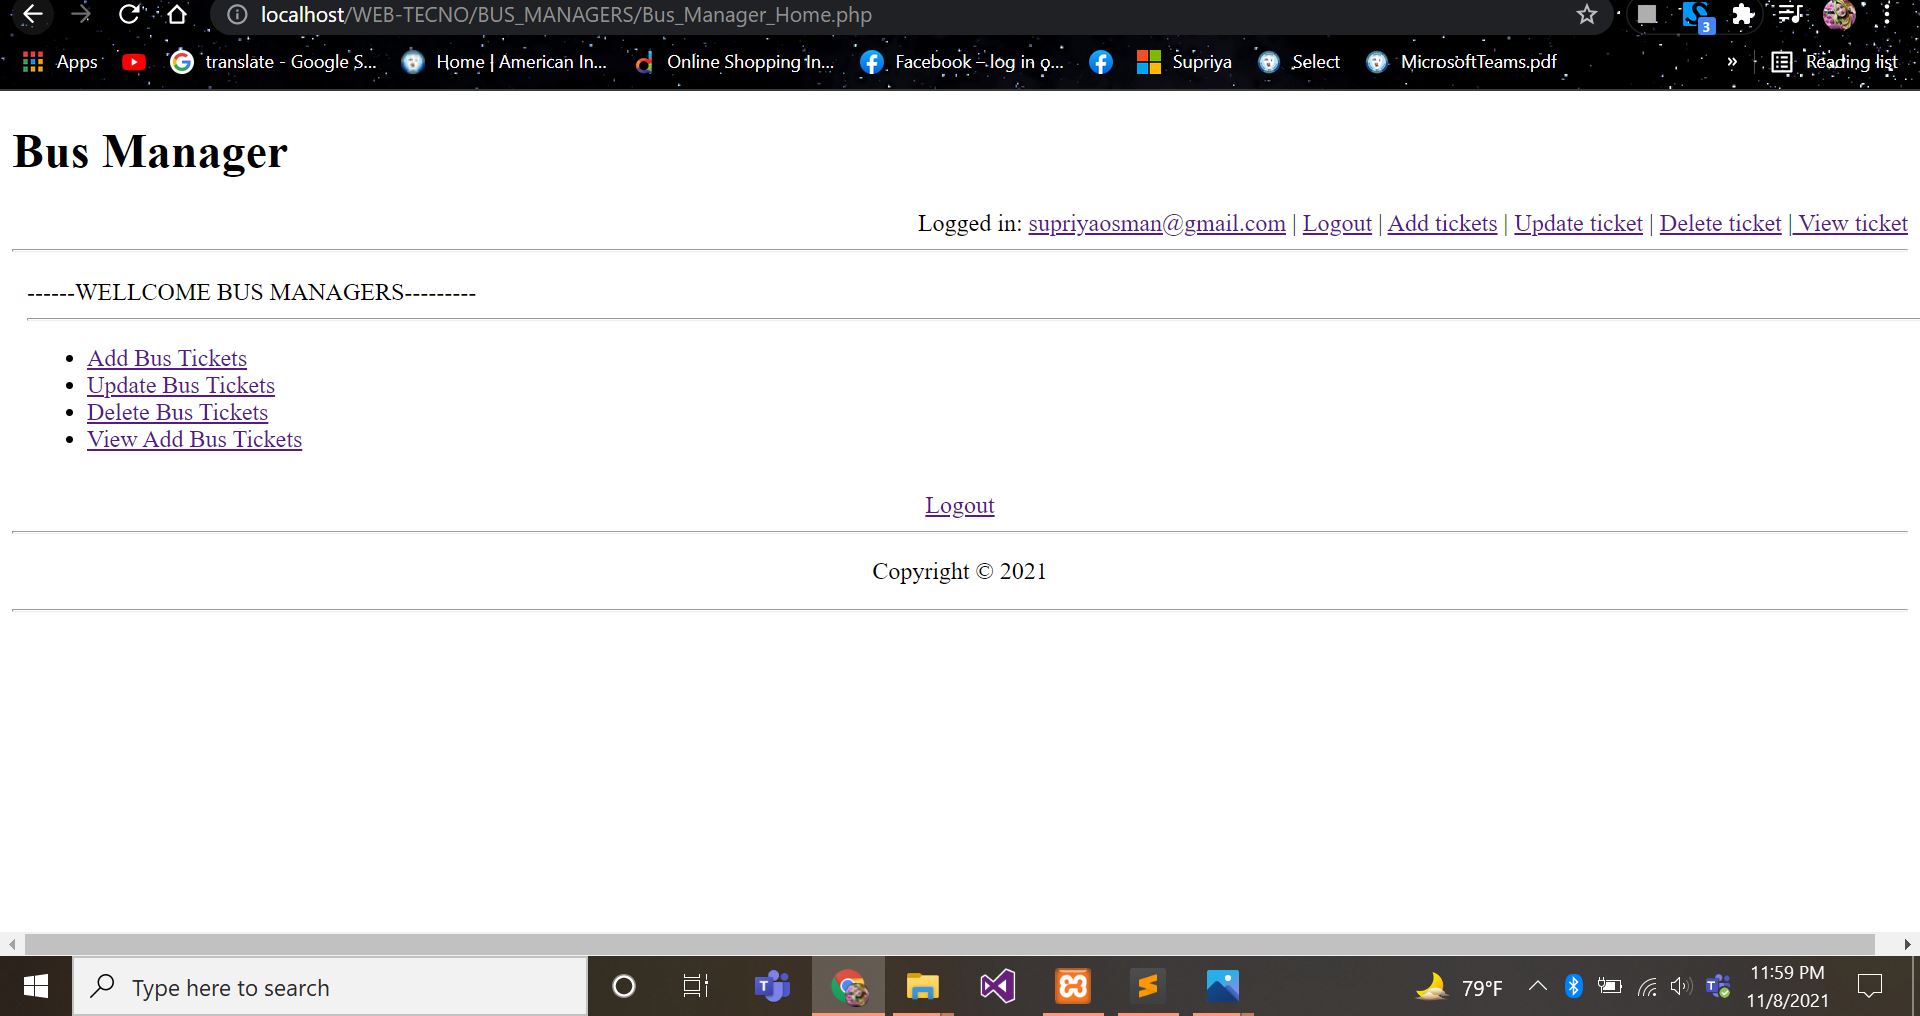 localhost/WEB-TECNO/BUS_MANAGERS/Bus_Manager_Home.php
3
Apps translate - Google S... Home | American In... Online Shopping In... Facebook – log in o... Supriya Select MicrosoftTeams.pdf » Reading list
Bus Manager
Logged in: supriyaosman@gmail.com | Logout | Add tickets | Update ticket | Delete ticket | View ticket
------WELLCOME BUS MANAGERS---------
• Add Bus Tickets
• Update Bus Tickets
• Delete Bus Tickets
• View Add Bus Tickets
Logout
Copyright © 2021
Type here to search
79°F
11:59 PM
11/8/2021